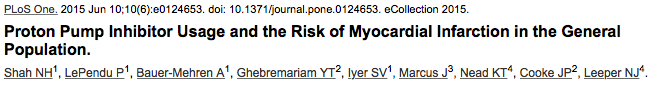 PLoS One. 2015 Jun 10;10(6):e0124653. doi: 10.1371/journal.pone.0124653. eCollection 2015.
Proton Pump Inhibitor Usage and the Risk of Myocardial Infarction in the General
Population.
Shah NH1, LePendu P1, Bauer-Mehren A1, Ghebremariam YT2, Iyer SV1, Marcus J3, Nead KT4, Cooke JP2, Leeper NJ4.